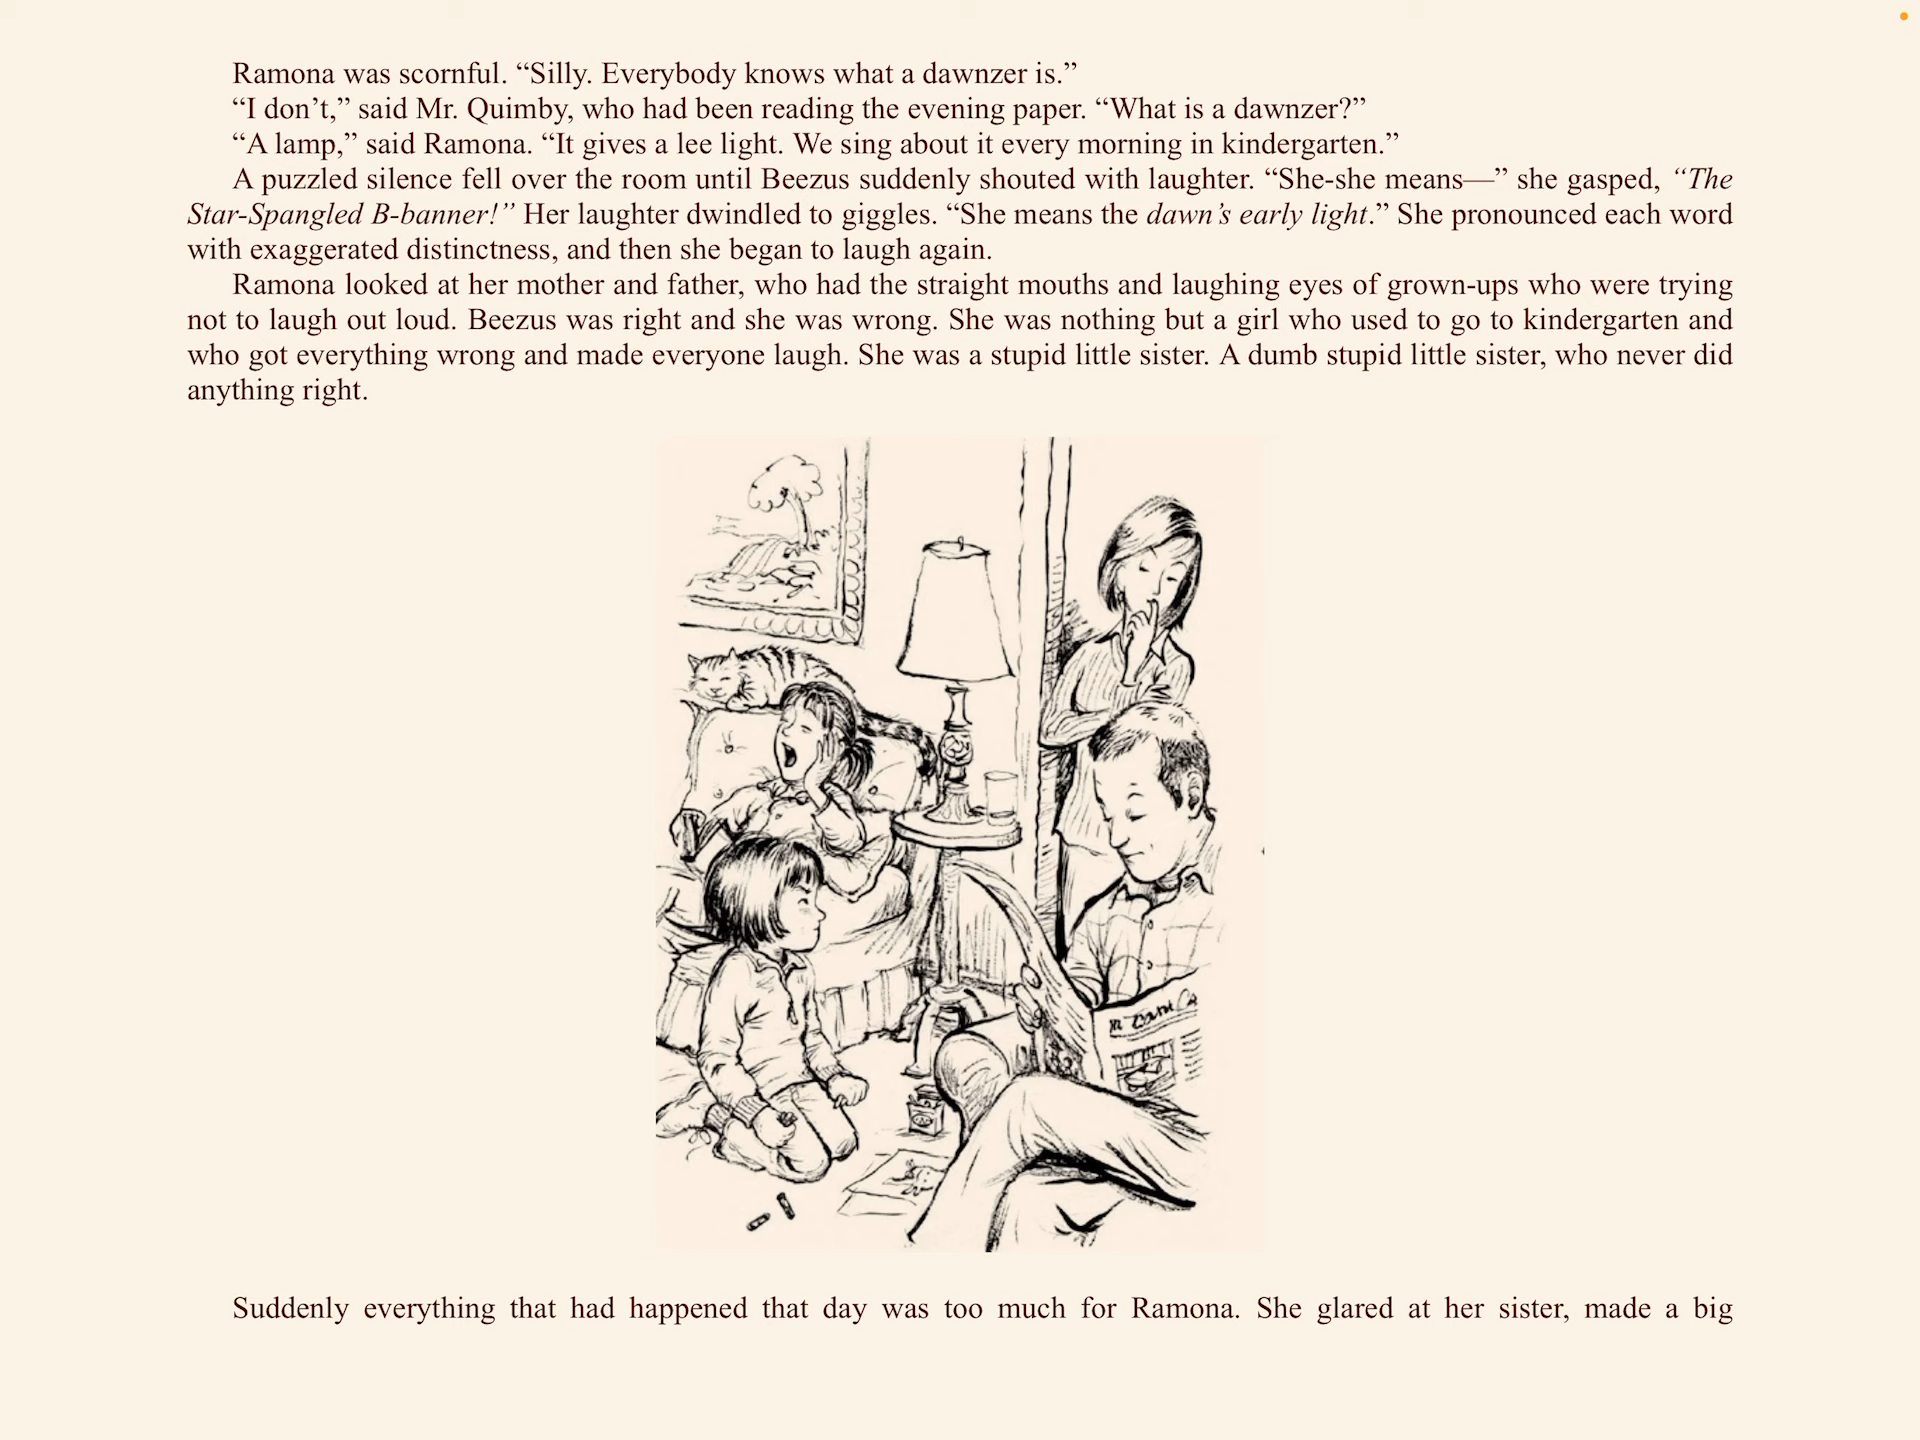 Ramona was scornful. “Silly. Everybody knows what a dawnzer is.”
“I don’t,” said Mr. Quimby, who had been reading the evening paper. “What is a dawnzer?”
“A lamp,” said Ramona. “It gives a lee light. We sing about it every morning in kindergarten.”
A puzzled silence fell over the room until Beezus suddenly shouted with laughter. “She-she means—” she gasped, “The
Star-Spangled B-banner!” Her laughter dwindled to giggles. “She means the dawn’s early light.” She pronounced each word
with exaggerated distinctness, and then she began to laugh again.
Ramona looked at her mother and father, who had the straight mouths and laughing eyes of grown-ups who were trying
not to laugh out loud. Beezus was right and she was wrong. She was nothing but a girl who used to go to kindergarten and
who got everything wrong and made everyone laugh. She was a stupid little sister. A dumb stupid little sister, who never did
anything right.
Suddenly everything that had happened that day was too much for Ramona. She glared at her sister, made a big